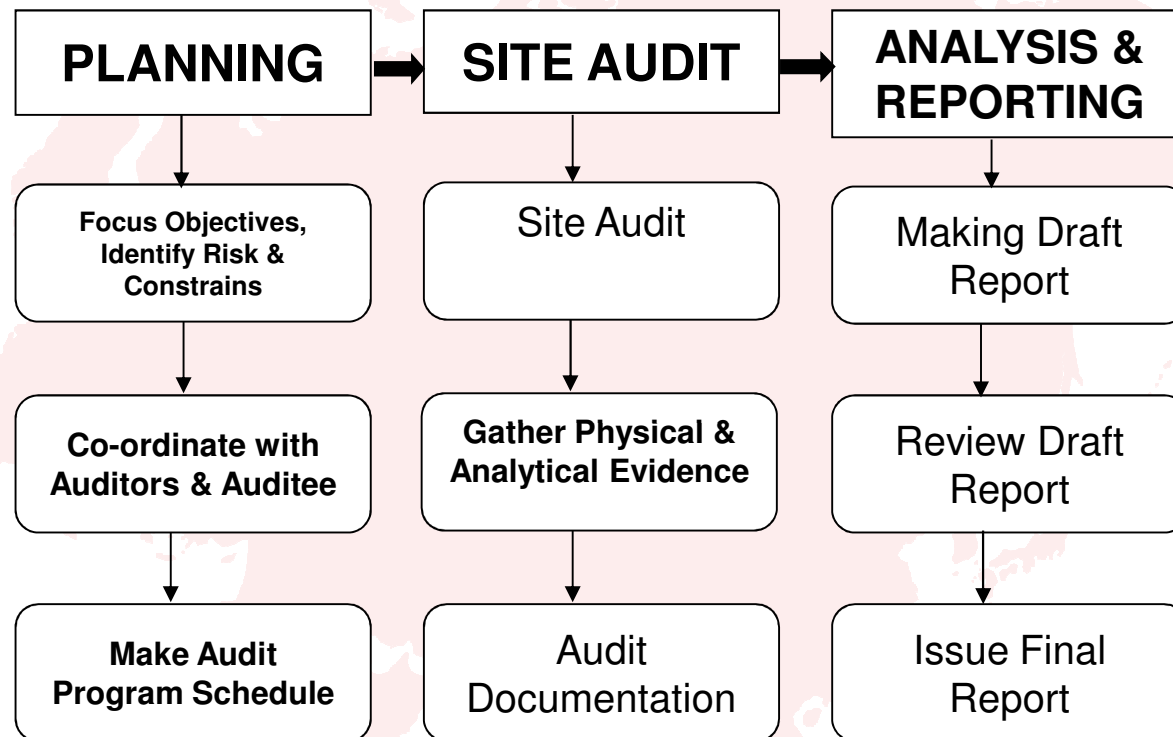 PLANNING
SITE AUDIT
ANALYSIS &
REPORTING
Focus Objectives,
Identify Risk &
Constrains
Site Audit
Making Draft
Report
Co-ordinate with
Auditors & Auditee
Gather Physical &
Analytical Evidence
Review Draft
Report
Make Audit
Program Schedule
Audit
Documentation
Issue Final
Report